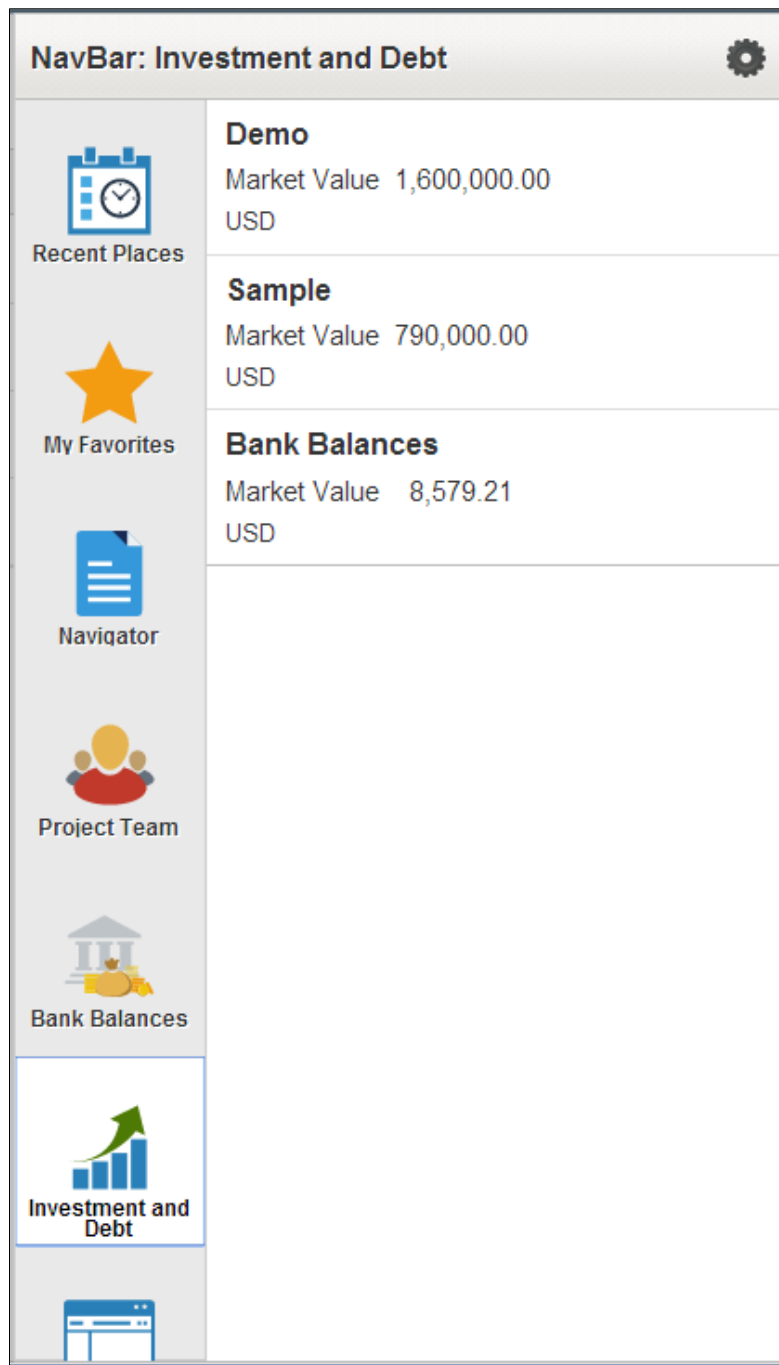 NavBar: Investment and Debt
Recent Places
My Favorites
Navigator
Project Team
Bank Balances
Investment and
Debt
Demo
Market Value 1,600,000.00
USD
Sample
Market Value 790,000.00
USD
Bank Balances
Market Value 8,579.21
USD